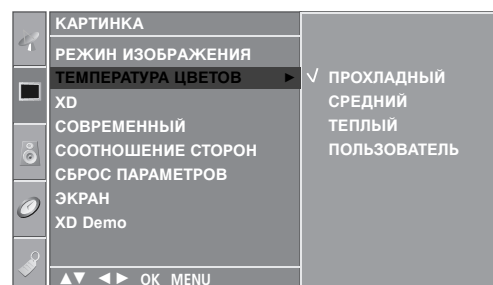 КАРТИНКА
РЕЖИН ИЗОБРАЖЕНИЯ
ТЕМПЕРАТУРА ЦВЕТОВ ►
XD
СОВРЕМЕННЫЙ
СООТНОШЕНИЕ СТОРОН
СБРОС ПАРАМЕТРОВ
ЭКРАН
XD Demo
▲▼ ◄► OK MENU
√ ПРОХЛАДНЫЙ
СРЕДНИЙ
ТЕПЛЫЙ
ПОЛЬЗОВАТЕЛЬ